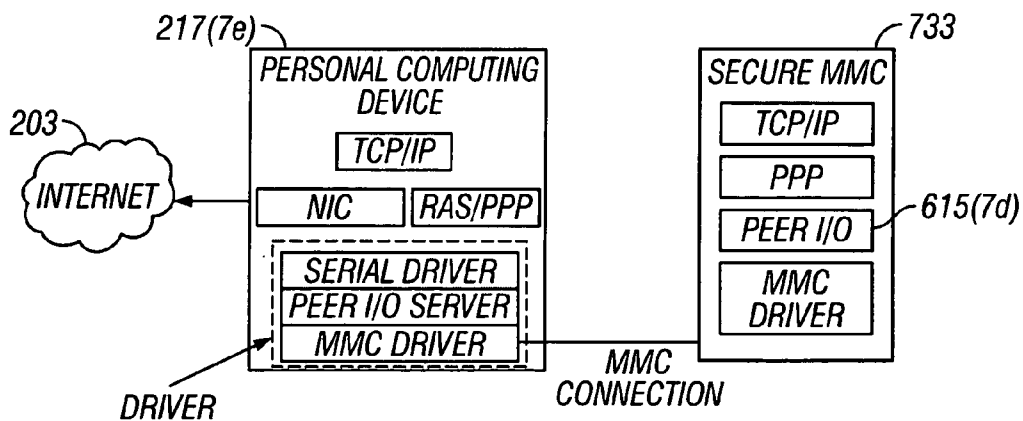 217(7e)
733
PERSONAL COMPUTING
DEVICE
TCP/IP
NIC
RAS/PPP
SERIAL DRIVER
PEER I/O SERVER
MMC DRIVER
203
INTERNET
DRIVER
MMC
CONNECTION
SECURE MMC
TCP/IP
PPP
PEER I/O
615(7d)
MMC
DRIVER